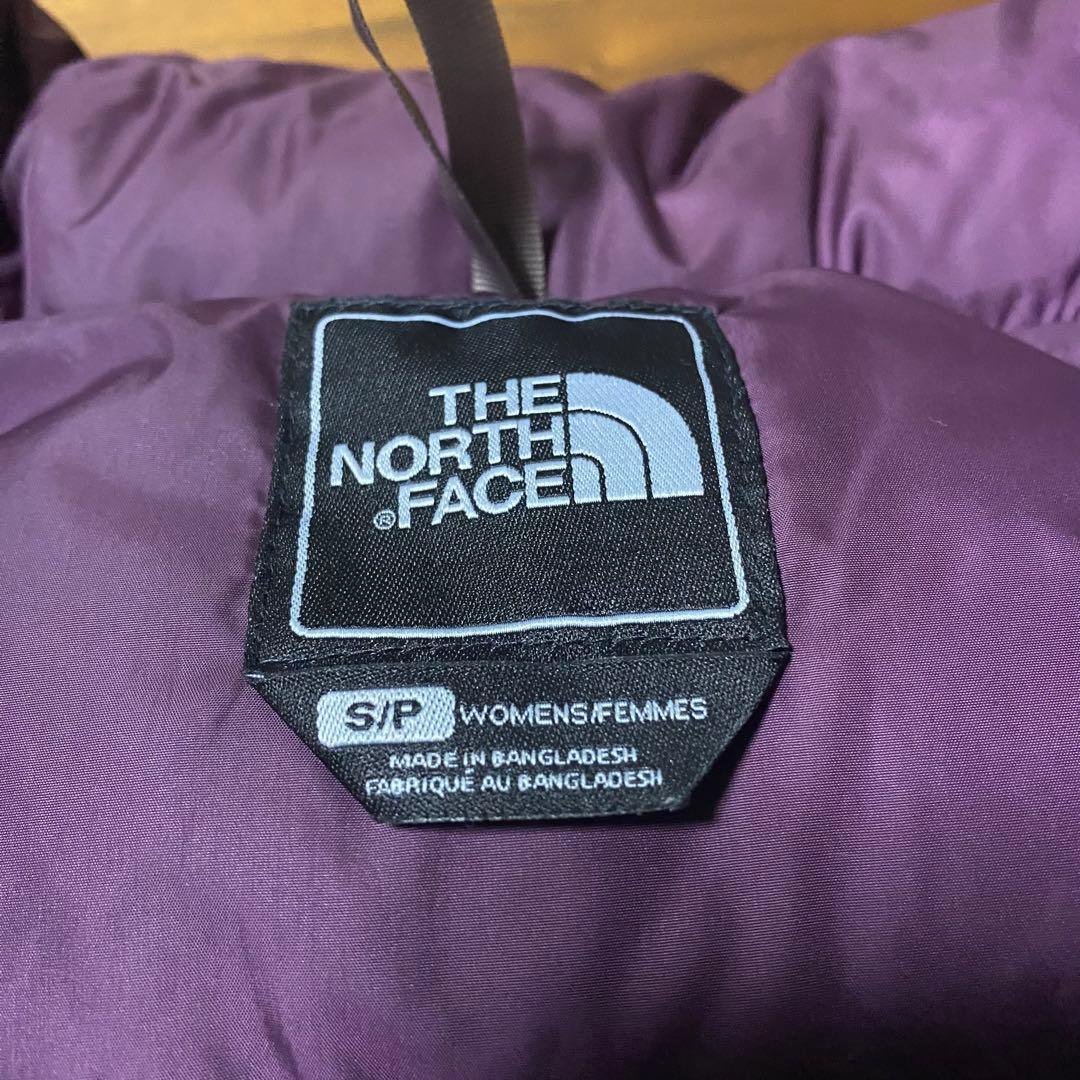 THE
NORTH
®FACE
S/P WOMENS/FEMMES
MADE IN BANGLADESH
FABRIQUÉ AU BANGLADESH